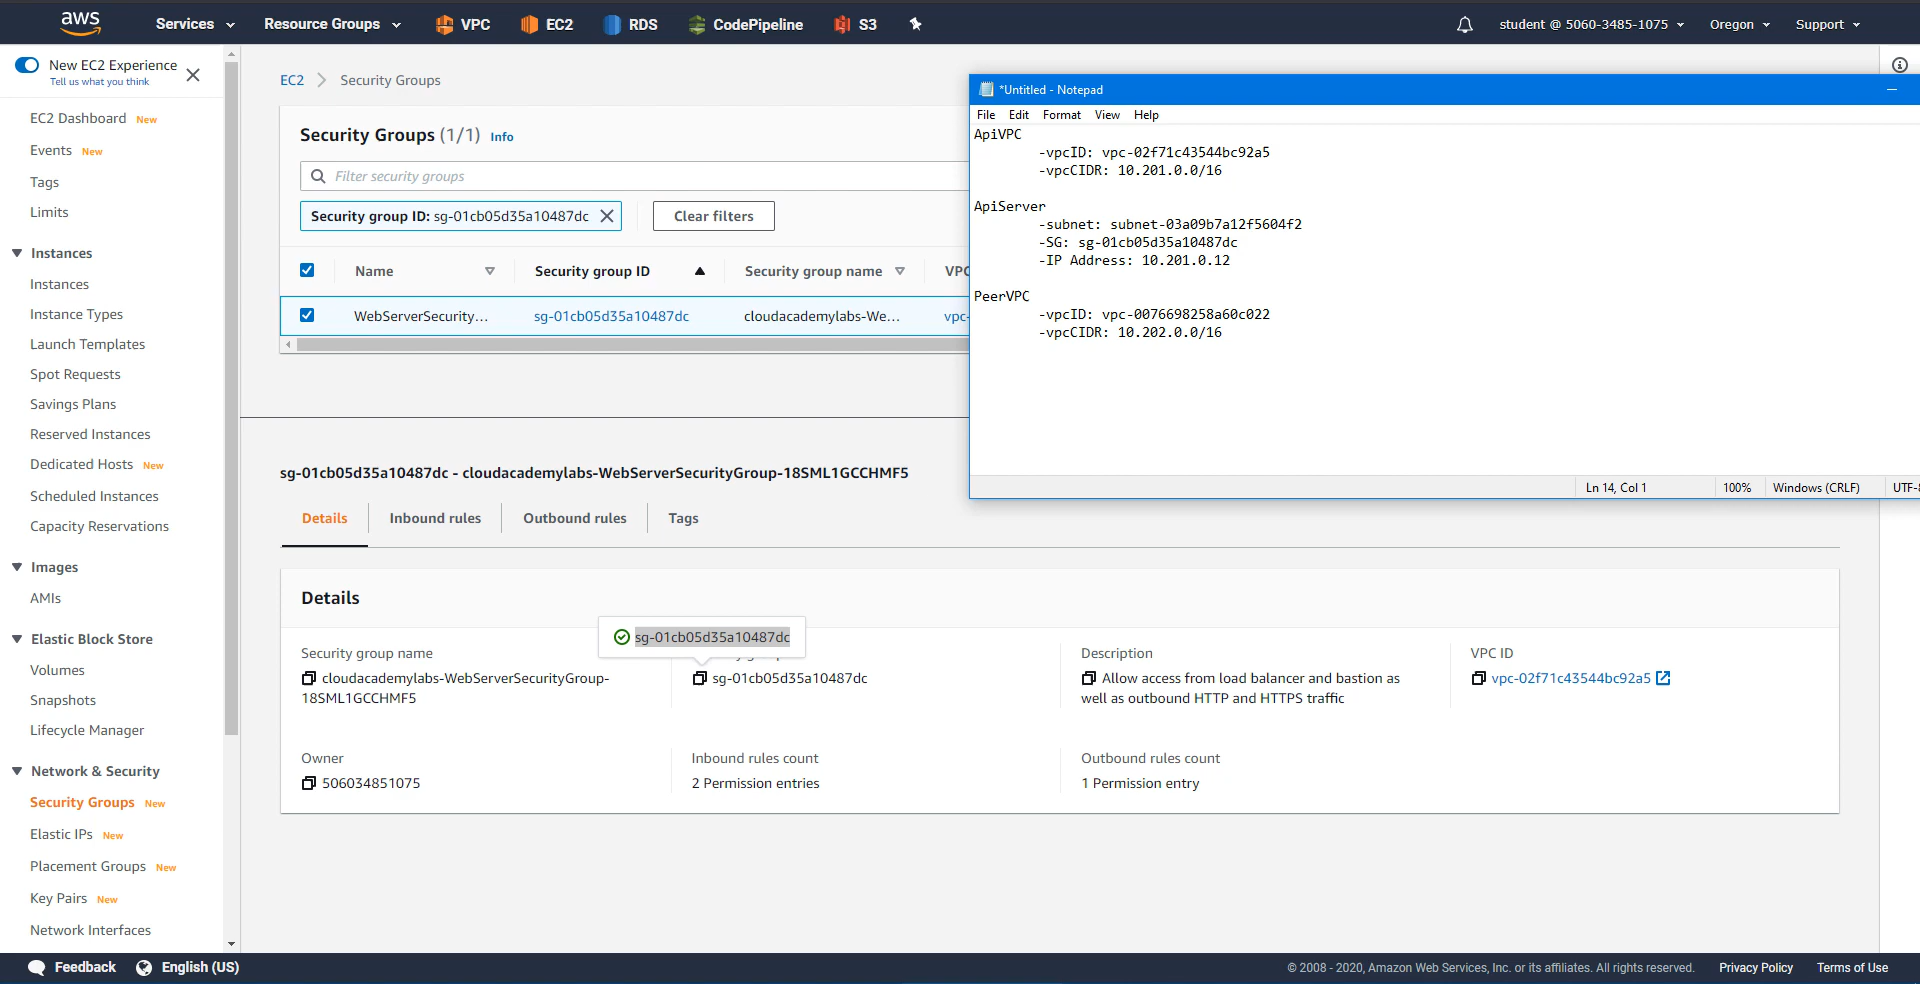 aws
Services
Resource Groups
VPC
EC2
RDS
CodePipeline
S3
student @ 5060-3485-1075
Oregon
Support
New EC2 Experience
Tell us what you think
EC2 Dashboard New
Events New
Tags
Limits
Instances
Instances
Instance Types
Launch Templates
Spot Requests
Savings Plans
Reserved Instances
Dedicated Hosts New
Scheduled Instances
Capacity Reservations
Images
AMIs
Elastic Block Store
Volumes
Snapshots
Lifecycle Manager
Network & Security
Security Groups New
Elastic IPs New
Placement Groups New
Key Pairs New
Network Interfaces
EC2 > Security Groups
Security Groups (1/1) Info
Filter security groups
Security group ID: sg-01cb05d35a10487dc
Clear filters
Name
Security group ID
Security group name
VPC
WebServerSecurity...
sg-01cb05d35a10487dc
cloudacademylabs-We...
vpc-
*Untitled - Notepad
File Edit Format View Help
ApiVPC
-vpcID: vpc-02f71c43544bc92a5
-vpcCIDR: 10.201.0.0/16
ApiServer
-subnet: subnet-03a09b7a12f5604f2
-SG: sg-01cb05d35a10487dc
-IP Address: 10.201.0.12
PeerVPC
-vpcID: vpc-0076698258a60c022
-vpcCIDR: 10.202.0.0/16
Ln 14, Col 1
100%
Windows (CRLF)
UTF-8
sg-01cb05d35a10487dc - cloudacademylabs-WebServerSecurityGroup-18SML1GCCHMF5
Details
Inbound rules
Outbound rules
Tags
Details
sg-01cb05d35a10487dc
Security group name
cloudacademylabs-WebServerSecurityGroup-
18SML1GCCHMF5
sg-01cb05d35a10487dc
Description
Allow access from load balancer and bastion as
well as outbound HTTP and HTTPS traffic
VPC ID
vpc-02f71c43544bc92a5
Owner
506034851075
Inbound rules count
2 Permission entries
Outbound rules count
1 Permission entry
Feedback
English (US)
© 2008 - 2020, Amazon Web Services, Inc. or its affiliates. All rights reserved.
Privacy Policy
Terms of Use